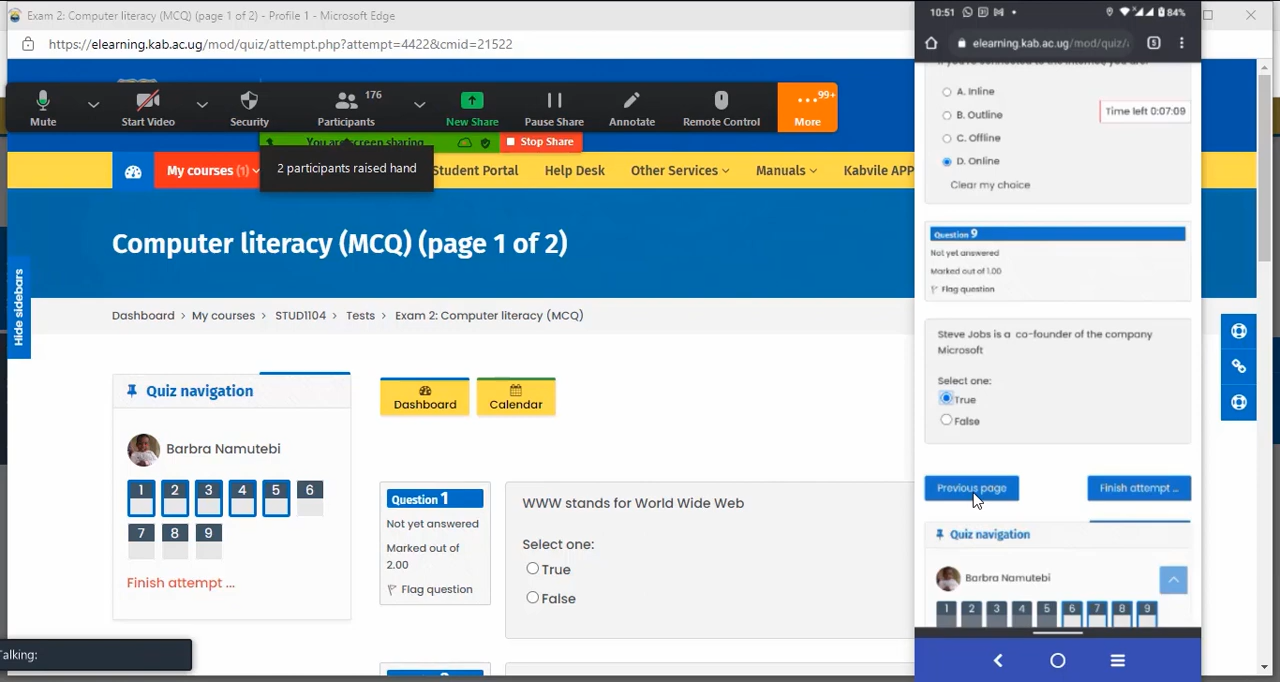 Exam 2: Computer literacy (MCQ) (page 1 of 2) - Profile 1 - Microsoft Edge
https://elearning.kab.ac.ug/mod/quiz/attempt.php?attempt=4422&cmid=21522
Mute
Start Video
Security
176
Participants
New Share
Pause Share
Annotate
Remote Control
99+
More
You are screen sharing
Stop Share
2 participants raised hand
My courses (1)
Student Portal
Help Desk
Other Services
Manuals
Kabvile APP
Computer literacy (MCQ) (page 1 of 2)
Hide sidebars
Dashboard > My courses > STUD1104 > Tests > Exam 2: Computer literacy (MCQ)
Quiz navigation
Barbra Namutebi
1 2 3 4 5 6
7 8 9
Finish attempt ...
Dashboard
Calendar
Question 1
Not yet answered
Marked out of
2.00
Flag question
WWW stands for World Wide Web
Select one:
True
False
Talking:
10:51
84%
elearning.kab.ac.ug/mod/quiz/
5
A. Inline
B. Outline
C. Offline
D. Online
Clear my choice
Time left 0:07:09
Question 9
Not yet answered
Marked out of 1.00
Flag question
Steve Jobs is a co-founder of the company
Microsoft
Select one:
True
False
Previous page
Finish attempt ...
Quiz navigation
Barbra Namutebi
1 2 3 4 5 6 7 8 9